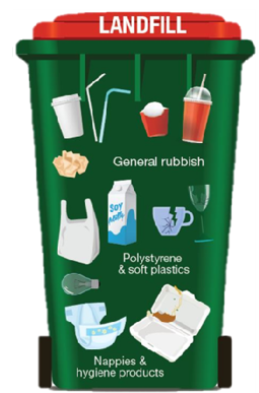 LANDFILL
General rubbish
SOY
milk
Polystyrene
& soft plastics
Nappies &
hygiene products